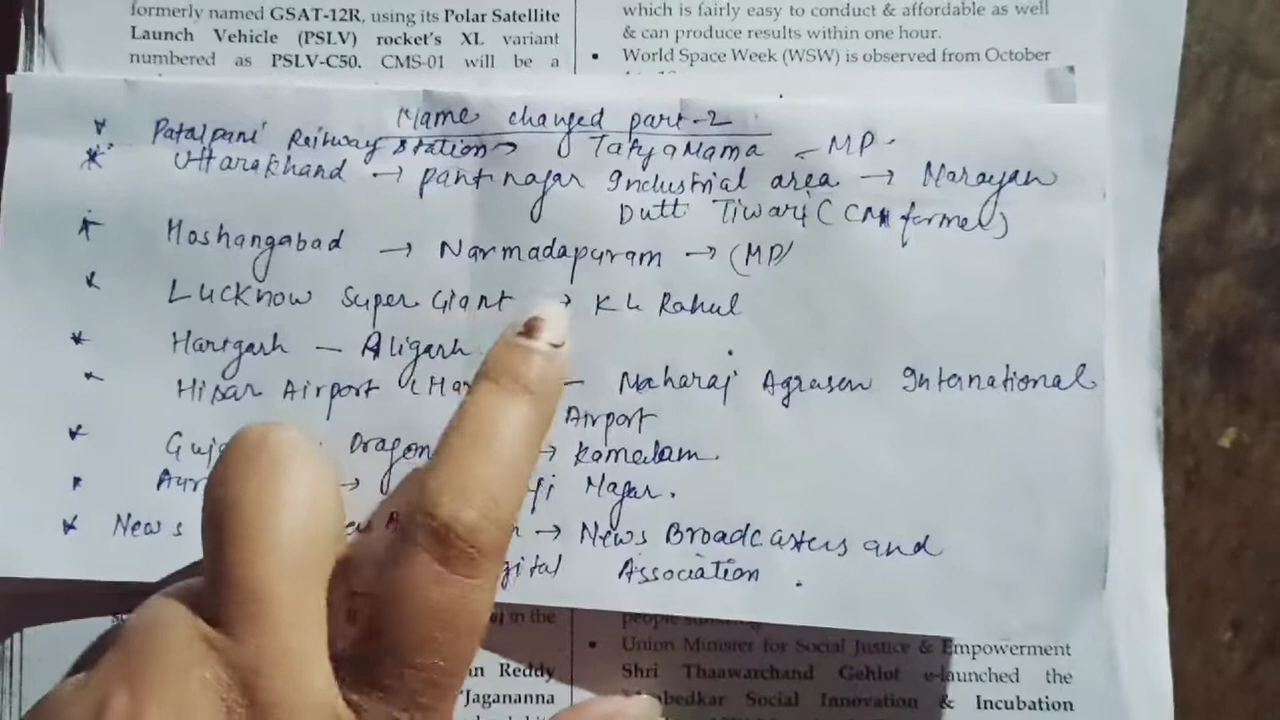 formerly named GSAT-12R, using its Polar Satellite
Launch Vehicle (PSLV) rocket's XL variant
numbered as PSLV-C50. CMS-01 will be a
which is fairly easy to conduct & affordable as well
& can produce results within one hour.
• World Space Week (WSW) is observed from October
Name changed part-2
Patalpani Railway Station → Tatya Mama - MP.
Uttarakhand → pantnagar Industrial area → Narayan
Dutt Tiwari (CM former)
Hoshangabad → Narmadapuram → (MP)
Lucknow Super Giant → KL Rahul
Harigarh - Aligarh
Hisar Airport - Maharaj Agrasen International
Airport
Dragon → Kamalam.
→ Nagar.
News → News Broadcasters and
Association.
in the
Reddy
'Jagananna
• Union Minister for Social Justice & Empowerment
Shri Thaawarchand Gehlot e-launched the
Social Innovation & Incubation